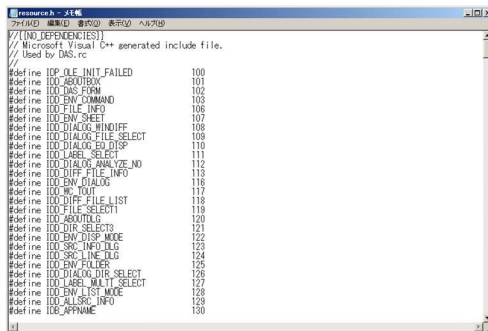 resource.h - メモ帳
ファイル(F) 編集(E) 書式(O) 表示(V) ヘルプ(H)
//{{NO_DEPENDENCIES}}
// Microsoft Visual C++ generated include file.
// Used by DAS.rc
//
#define IDP_OLE_INIT_FAILED 100
#define IDD_ABOUTBOX 101
#define IDD_DAS_FORM 102
#define IDD_ENV_COMMAND 103
#define IDD_FILE_INFO 106
#define IDD_ENV_SHEET 107
#define IDD_DIALOG_WINDIFF 108
#define IDD_DIALOG_FILE_SELECT 109
#define IDD_DIALOG_EQ_DISP 110
#define IDD_LABEL_SELECT 111
#define IDD_DIALOG_ANALYZE_NO 112
#define IDD_DIFF_FILE_INFO 113
#define IDD_ENV_DIALOG 116
#define IDD_WC_TOUT 117
#define IDD_DIFF_FILE_LIST 118
#define IDD_FILE_SELECT1 119
#define IDD_ABOUTDLG 120
#define IDD_DIR_SELECT3 121
#define IDD_ENV_DISP_MODE 122
#define IDD_SRC_INFO_DLG 123
#define IDD_SRC_LINE_DLG 124
#define IDD_ENV_FOLDER 125
#define IDD_DIALOG_DIR_SELECT 126
#define IDD_LABEL_MULTI_SELECT 127
#define IDD_ENV_LIST_MODE 128
#define IDD_ALLSRC_INFO 129
#define IDB_APPNAME 130